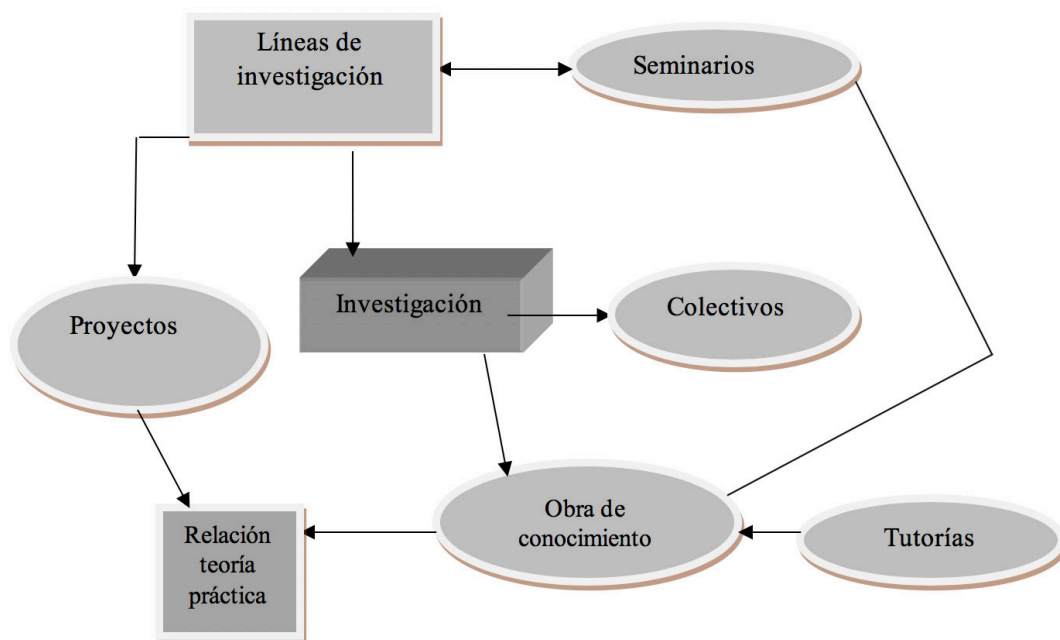 Líneas de
investigación
Seminarios
Investigación
Colectivos
Proyectos
Obra de
conocimiento
Tutorías
Relación
teoría
práctica